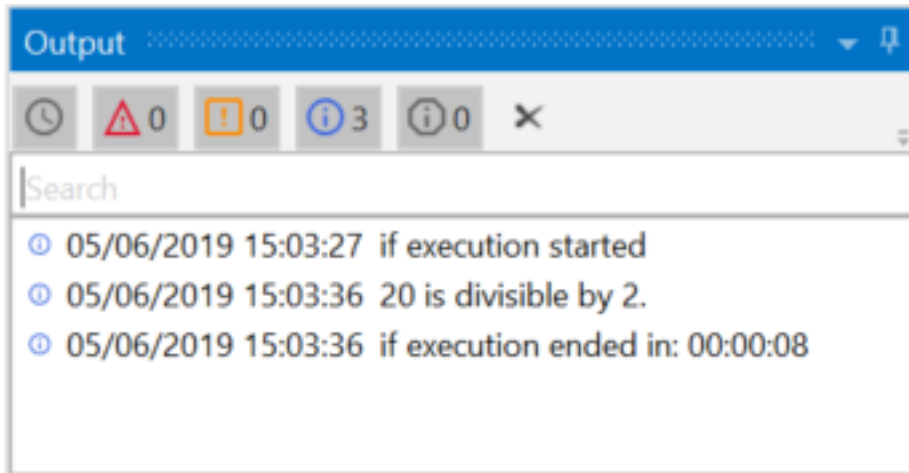 Output
0 0 3 0
Search
05/06/2019 15:03:27 if execution started
05/06/2019 15:03:36 20 is divisible by 2.
05/06/2019 15:03:36 if execution ended in: 00:00:08